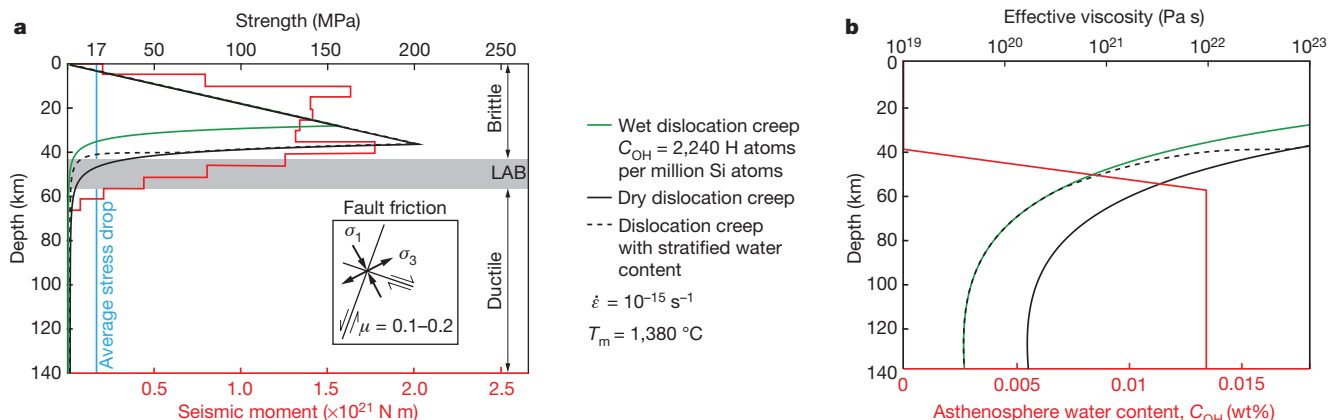 a
Strength (MPa)
0 17 50 100 150 200 250
0
20
40
60
80
100
120
140
Depth (km)
Brittle
LAB
Ductile
Average stress drop
Fault friction
σ1
σ3
μ = 0.1–0.2
0.5 1.0 1.5 2.0 2.5
Seismic moment (×10²¹ N m)
Wet dislocation creep
C_OH = 2,240 H atoms
per million Si atoms
Dry dislocation creep
Dislocation creep
with stratified water
content
ε̇ = 10⁻¹⁵ s⁻¹
T_m = 1,380 °C
b
Effective viscosity (Pa s)
10¹⁹ 10²⁰ 10²¹ 10²² 10²³
0
20
40
60
80
100
120
140
Depth (km)
0 0.005 0.01 0.015
Asthenosphere water content, C_OH (wt%)